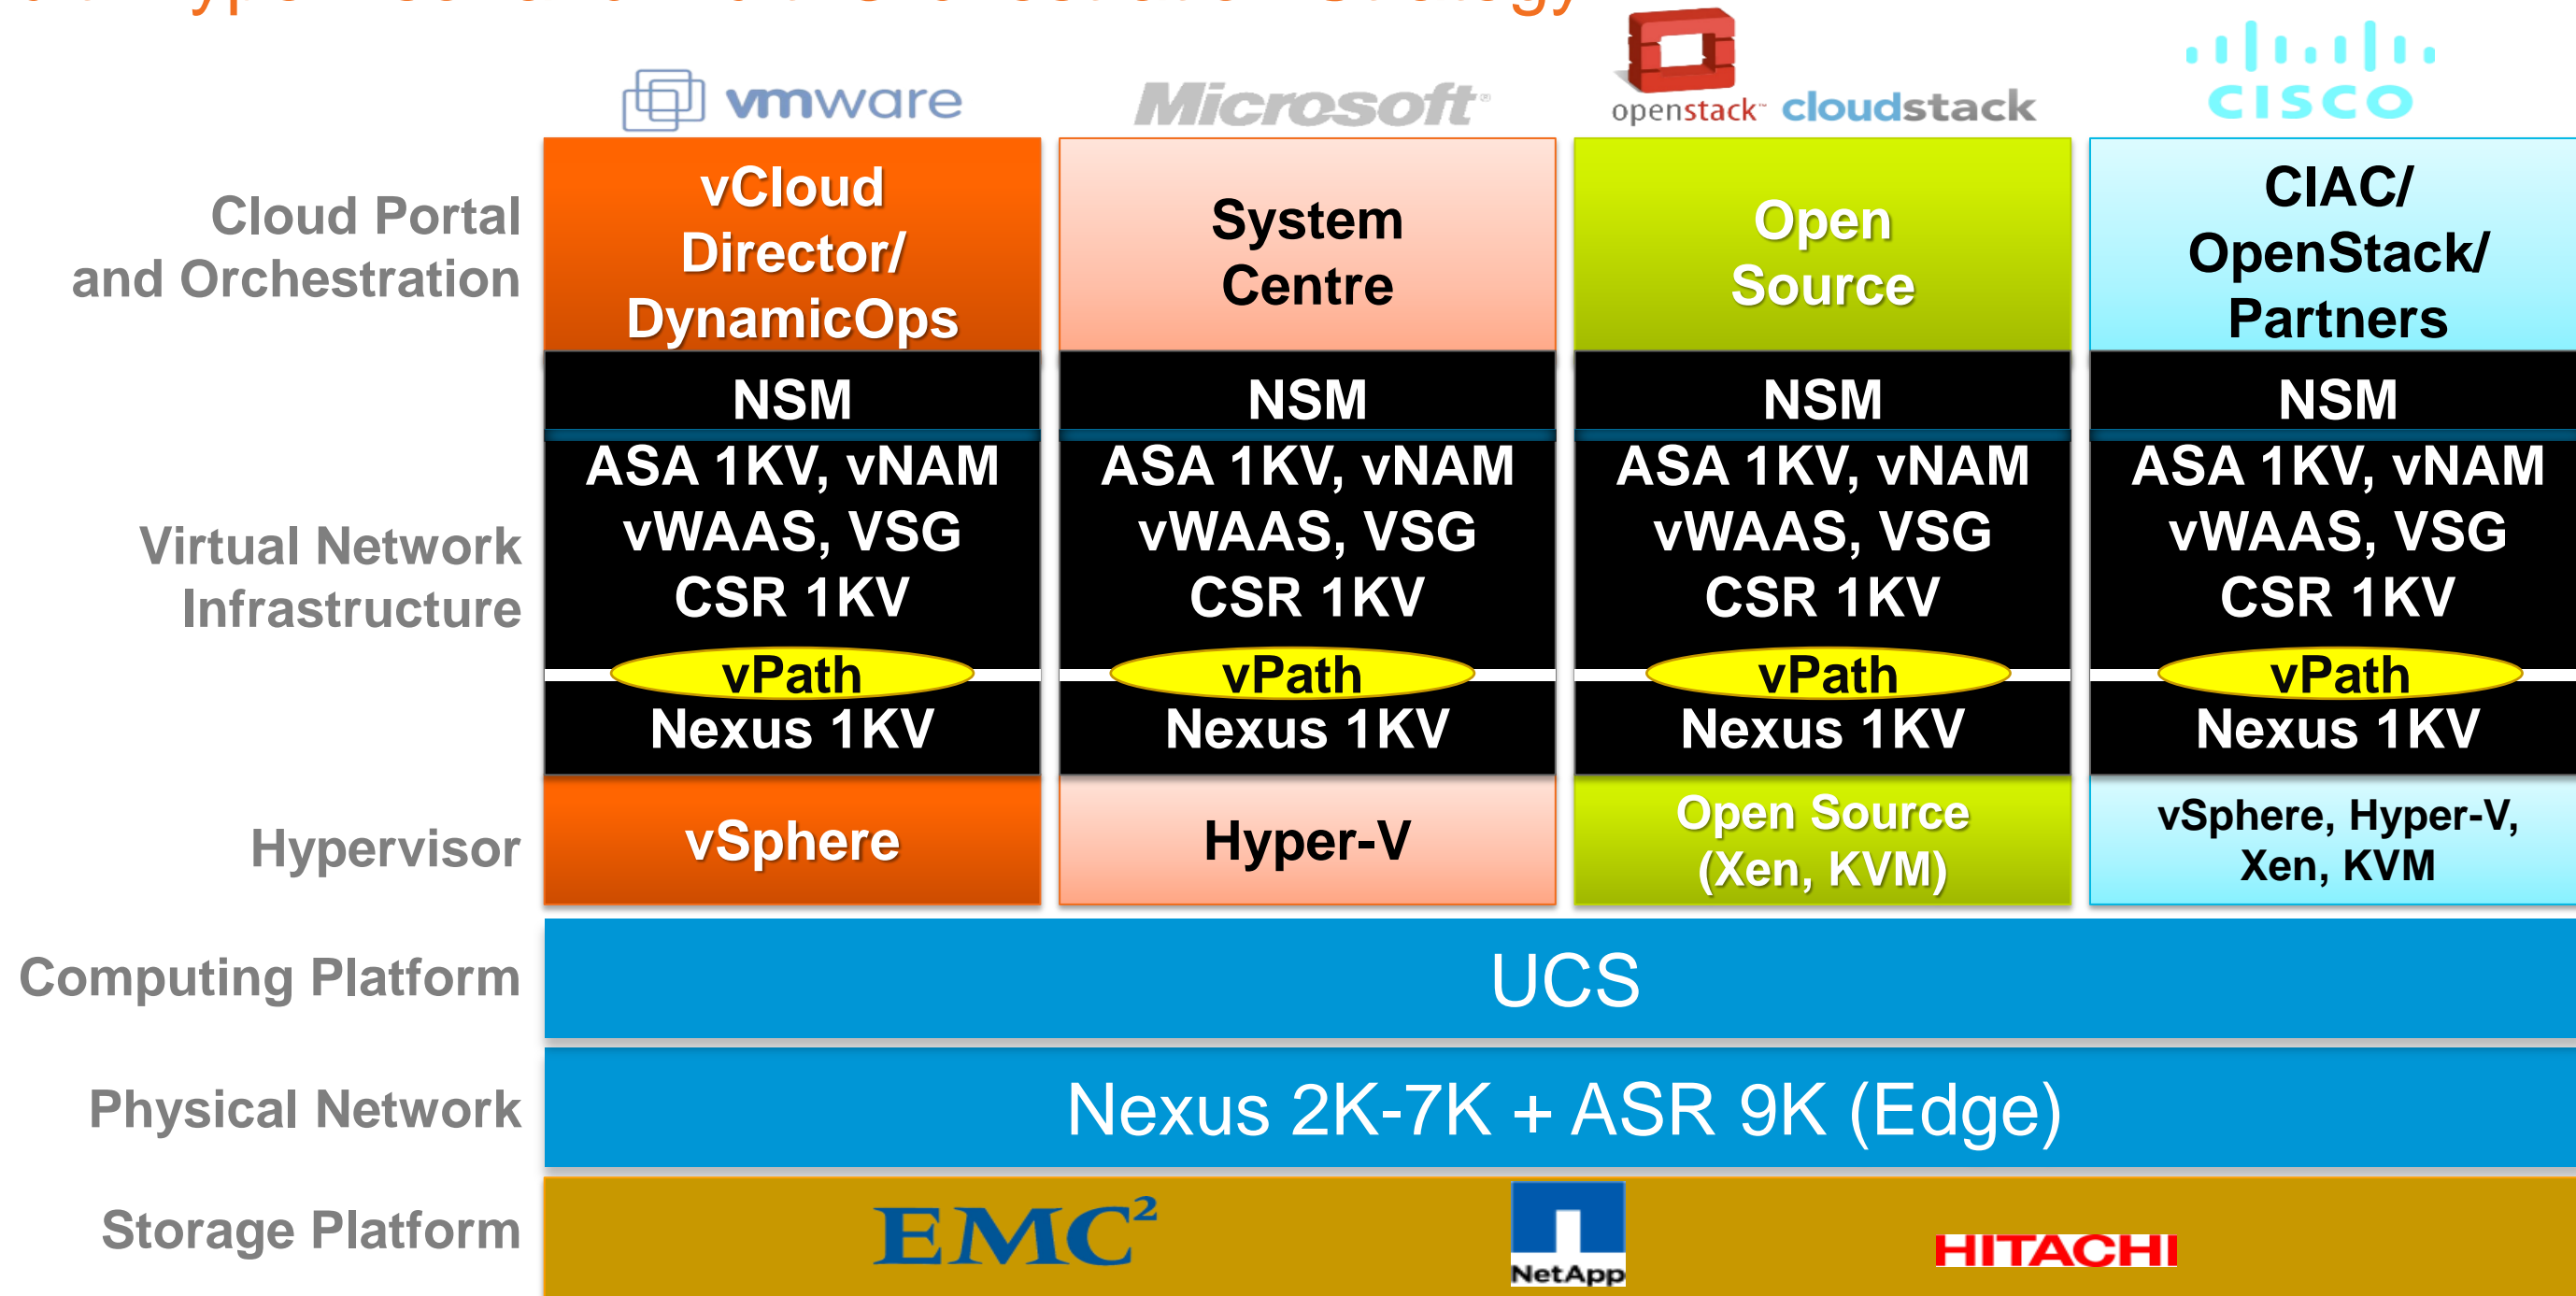 vmware
Microsoft
openstack cloudstack
CISCO
Cloud Portal
and Orchestration
vCloud
Director/
DynamicOps
System
Centre
Open
Source
CIAC/
OpenStack/
Partners
Virtual Network
Infrastructure
NSM
ASA 1KV, vNAM
vWAAS, VSG
CSR 1KV
vPath
Nexus 1KV
NSM
ASA 1KV, vNAM
vWAAS, VSG
CSR 1KV
vPath
Nexus 1KV
NSM
ASA 1KV, vNAM
vWAAS, VSG
CSR 1KV
vPath
Nexus 1KV
NSM
ASA 1KV, vNAM
vWAAS, VSG
CSR 1KV
vPath
Nexus 1KV
Hypervisor
vSphere
Hyper-V
Open Source
(Xen, KVM)
vSphere, Hyper-V,
Xen, KVM
Computing Platform
UCS
Physical Network
Nexus 2K-7K + ASR 9K (Edge)
Storage Platform
EMC²
NetApp
HITACHI